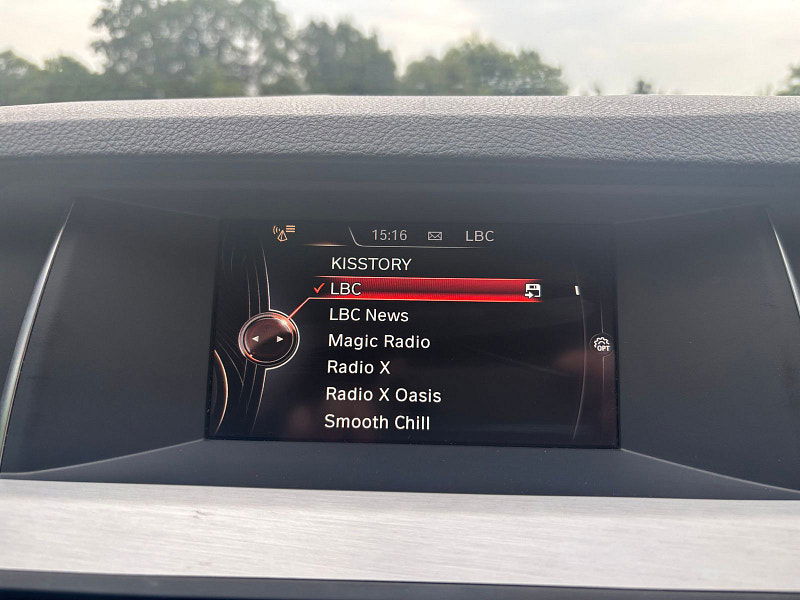 15:16 LBC
KISSTORY
LBC
LBC News
Magic Radio
OPT
Radio X
Radio X Oasis
Smooth Chill